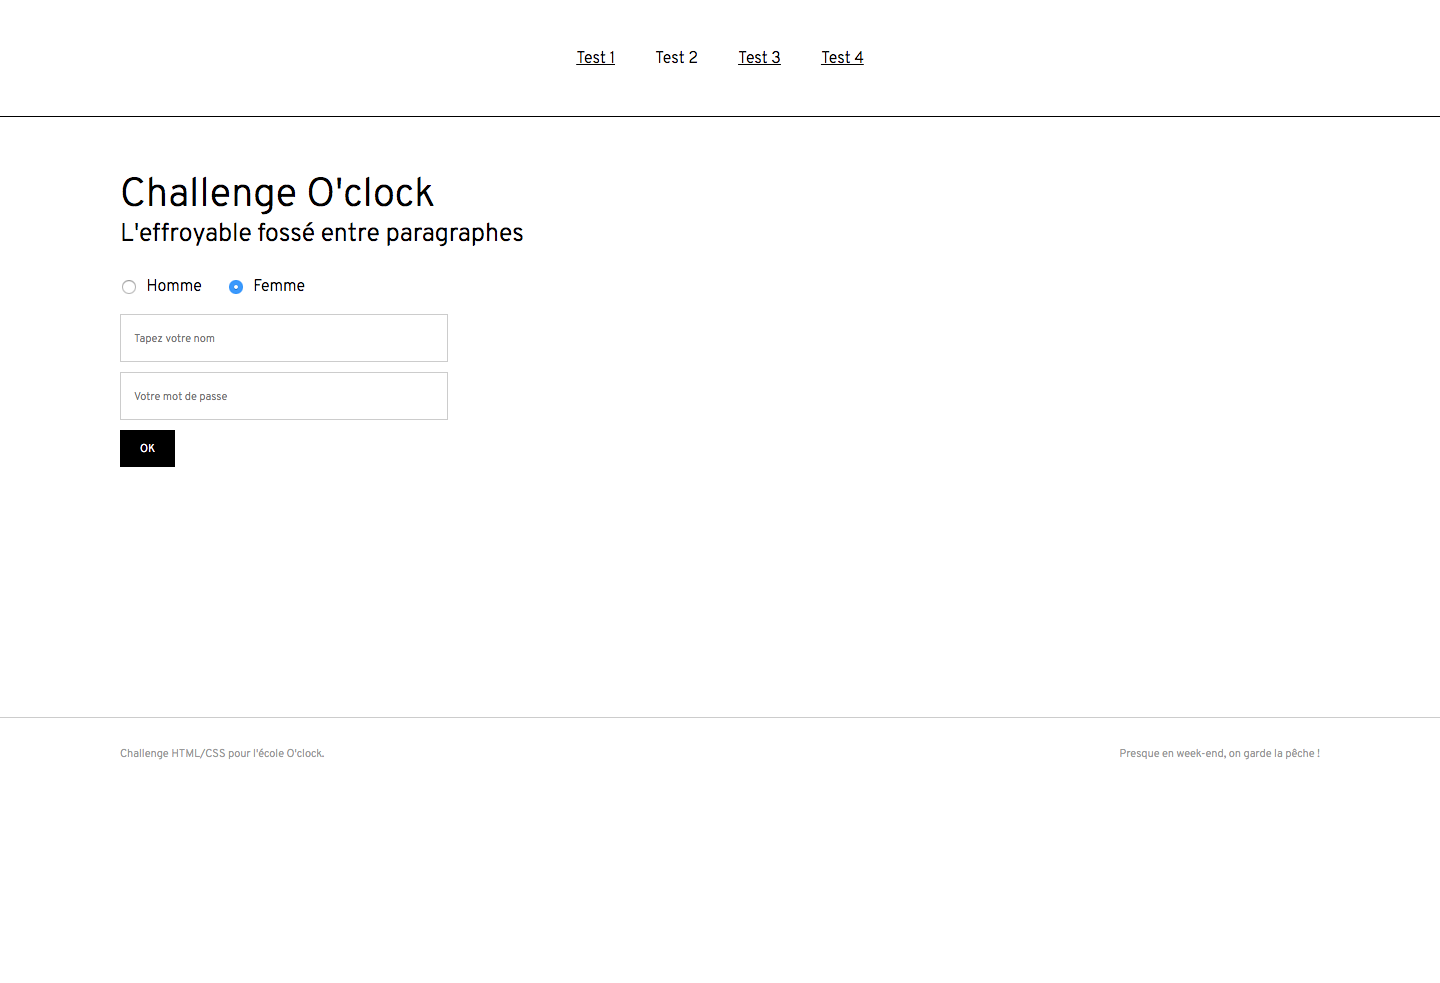 Test 1 Test 2 Test 3 Test 4
Challenge O'clock
L'effroyable fossé entre paragraphes
Homme Femme
Tapez votre nom
Votre mot de passe
OK
Challenge HTML/CSS pour l'école O'clock. Presque en week-end, on garde la pêche !